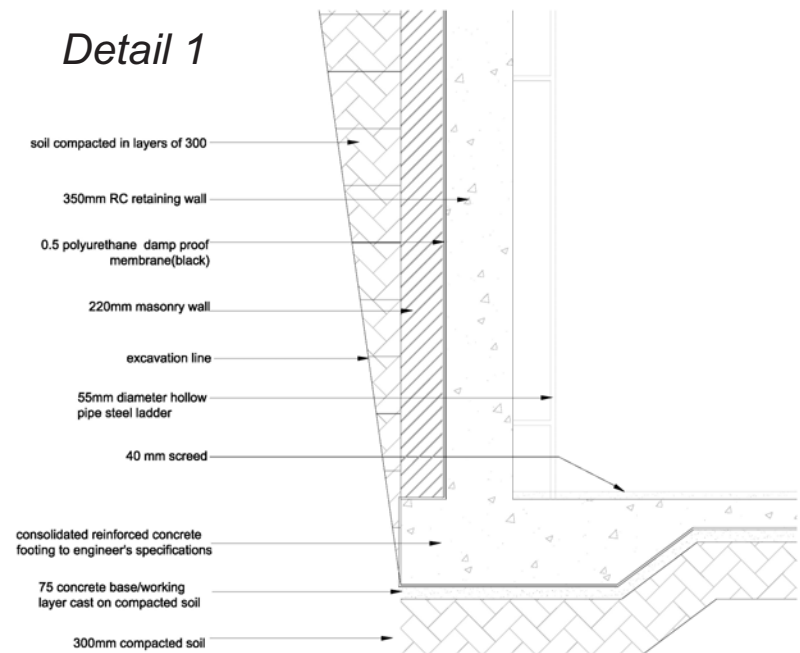 Detail 1
soil compacted in layers of 300
350mm RC retaining wall
0.5 polyurethane damp proof
membrane(black)
220mm masonry wall
excavation line
55mm diameter hollow
pipe steel ladder
40 mm screed
consolidated reinforced concrete
footing to engineer's specifications
75 concrete base/working
layer cast on compacted soil
300mm compacted soil